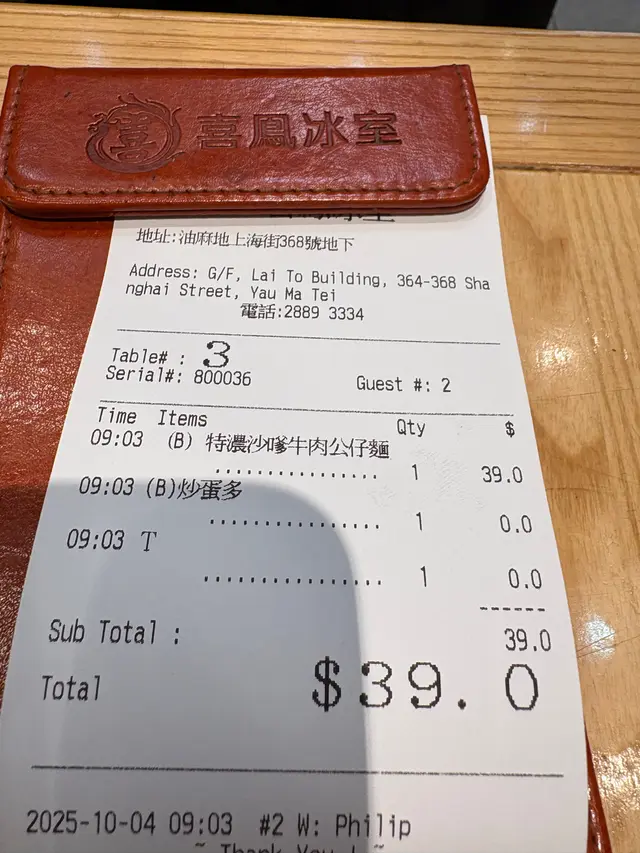 喜
喜鳳冰室
地址:油麻地上海街368號地下
Address: G/F, Lai To Building, 364-368 Sha
nghai Street, Yau Ma Tei
電話:2889 3334
Table# : 3
Serial#: 800036 Guest #: 2
Time Items Qty $
09:03 (B) 特濃沙嗲牛肉公仔麵
................ 1 39.0
09:03 (B)炒蛋多
................ 1 0.0
09:03 T
................ 1 0.0
------
Sub Total : 39.0
Total $39.0
2025-10-04 09:03 #2 W: Philip
~ Thank You ! ~